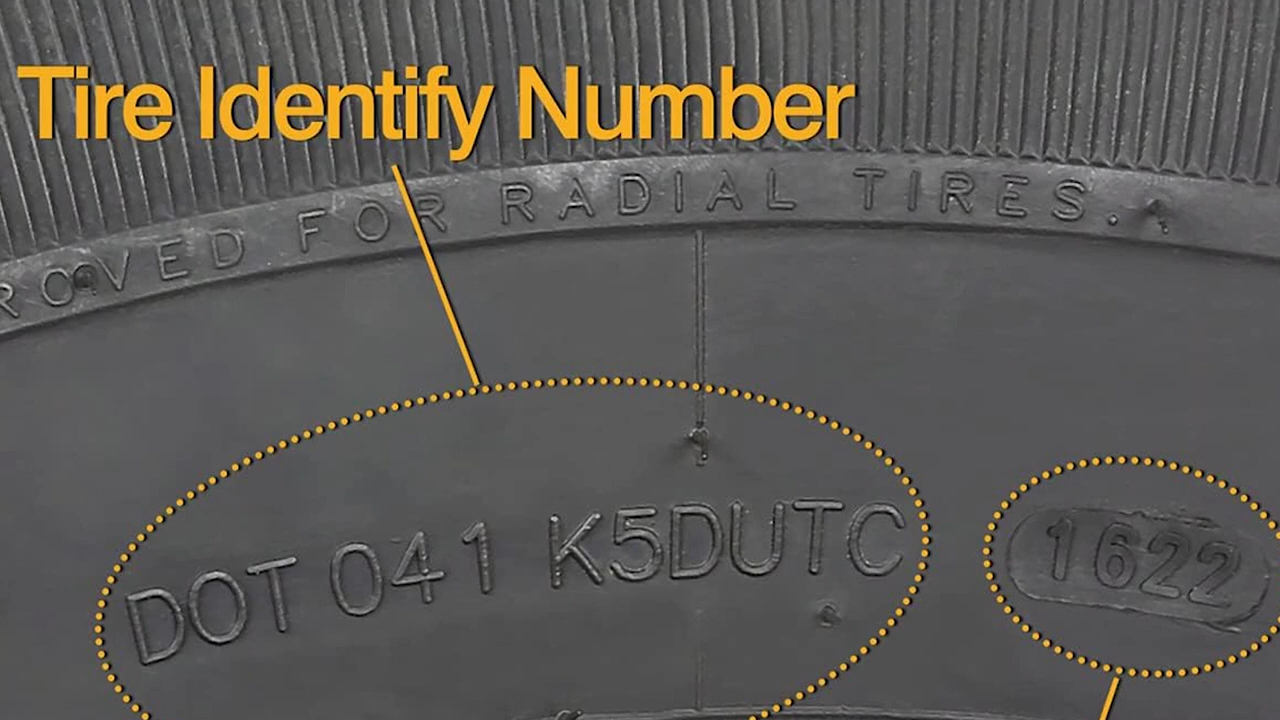 Tire Identify Number
ROVED FOR RADIAL TIRES.
DOT 041 K5DUTC
1622